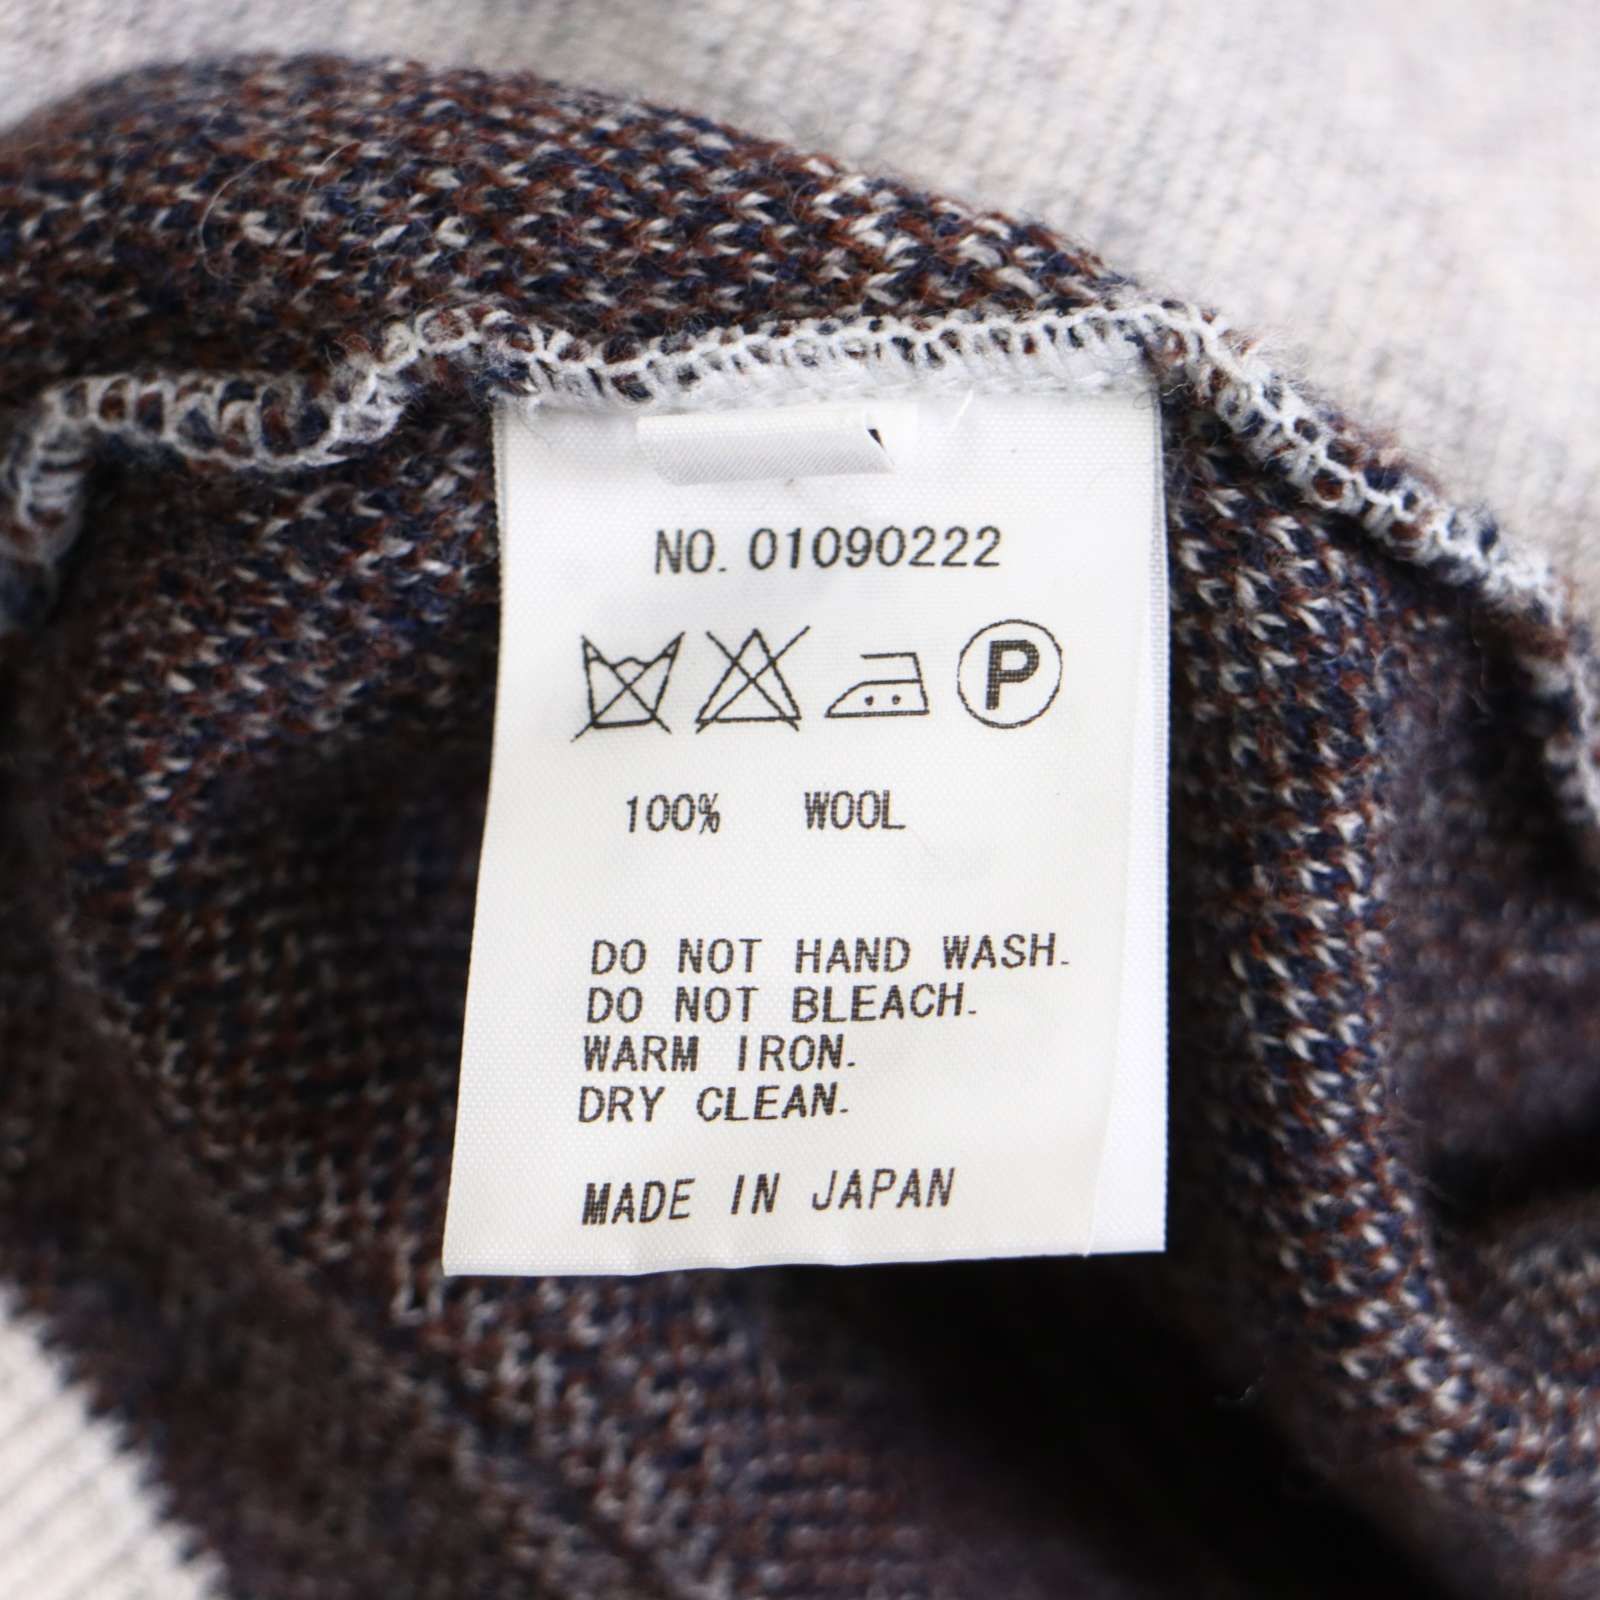 NO. 01090222
P
100% WOOL
DO NOT HAND WASH.
DO NOT BLEACH.
WARM IRON.
DRY CLEAN.
MADE IN JAPAN